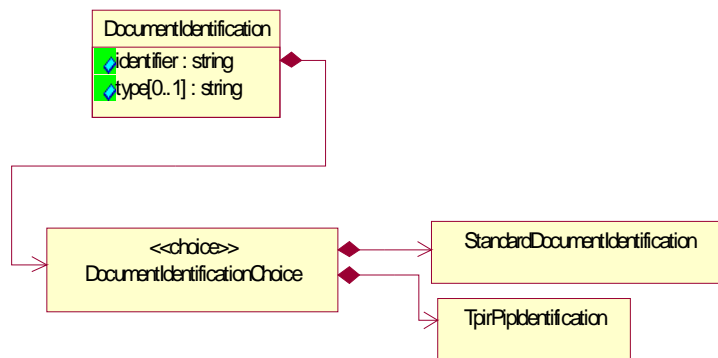 DocumentIdentification
identifier : string
type[0..1] : string
<<choice>>
DocumentIdentificationChoice
StandardDocumentIdentification
TpirPipIdentification